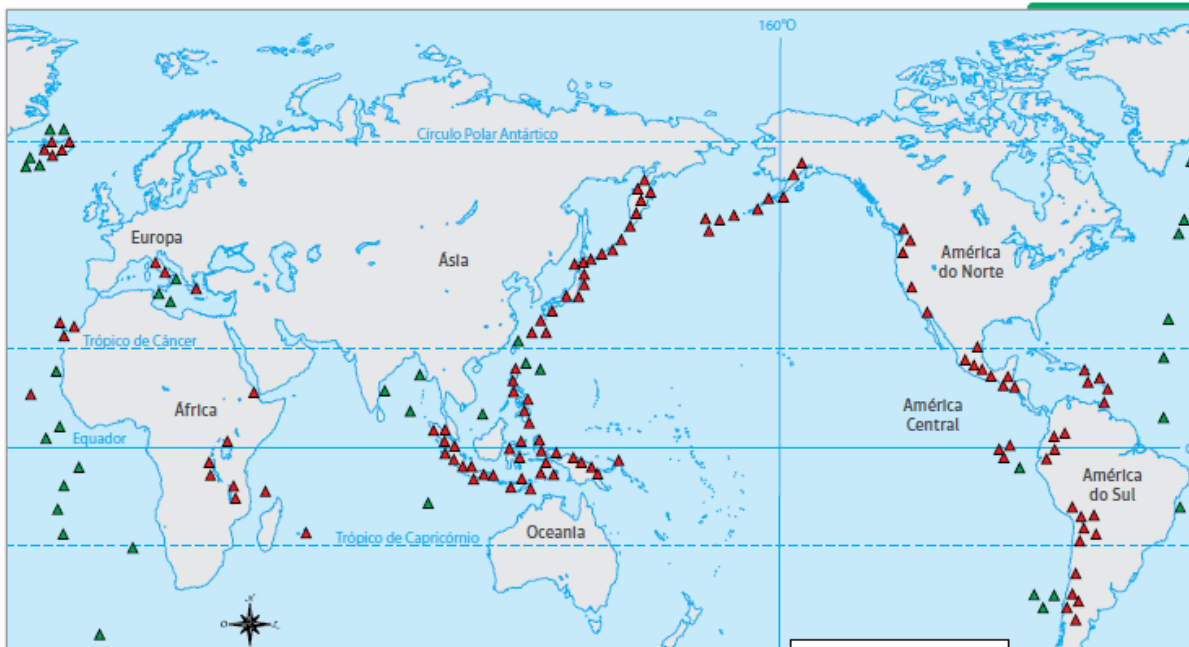 160°O
Círculo Polar Antártico
Europa
Ásia
América
do Norte
Trópico de Câncer
África
América
Central
Equador
América
do Sul
Trópico de Capricórnio
Oceania